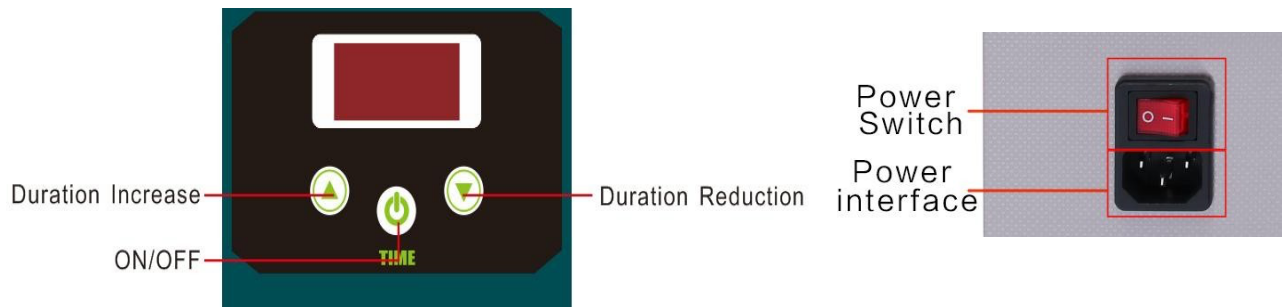 Duration Increase
Duration Reduction
ON/OFF
TIME
Power
Switch
Power
interface